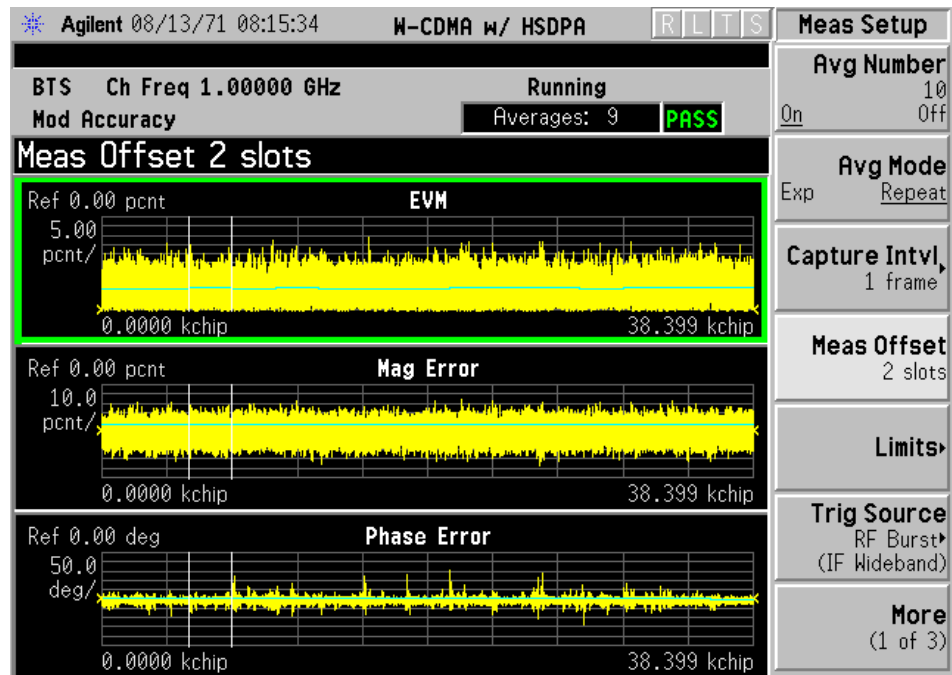 Agilent 08/13/71 08:15:34 W-CDMA w/ HSDPA R L T S
BTS Ch Freq 1.00000 GHz Running
Mod Accuracy Averages: 9 PASS
Meas Offset 2 slots
Ref 0.00 pcnt EVM
5.00
pcnt/
0.0000 kchip 38.399 kchip
Ref 0.00 pcnt Mag Error
10.0
pcnt/
0.0000 kchip 38.399 kchip
Ref 0.00 deg Phase Error
50.0
deg/
0.0000 kchip 38.399 kchip
Meas Setup
Avg Number
10
On Off
Avg Mode
Exp Repeat
Capture Intvl
1 frame
Meas Offset
2 slots
Limits
Trig Source
RF Burst
(IF Wideband)
More
(1 of 3)